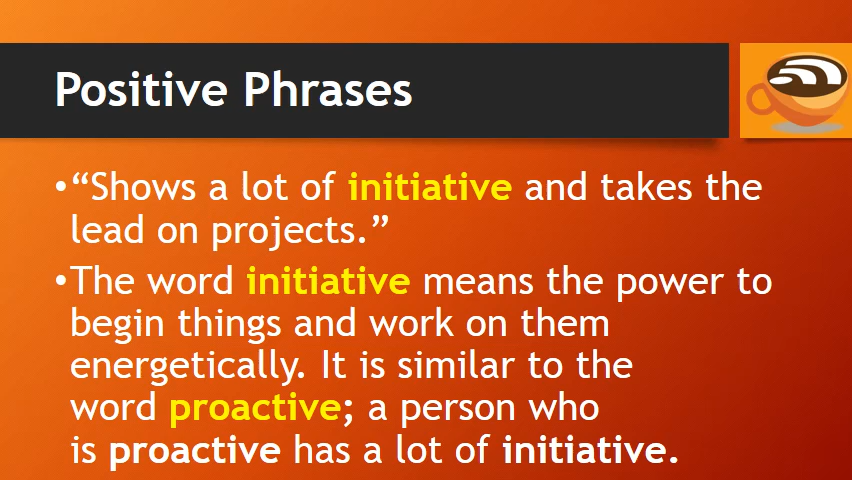 Positive Phrases
•“Shows a lot of initiative and takes the
lead on projects.”
•The word initiative means the power to
begin things and work on them
energetically. It is similar to the
word proactive; a person who
is proactive has a lot of initiative.